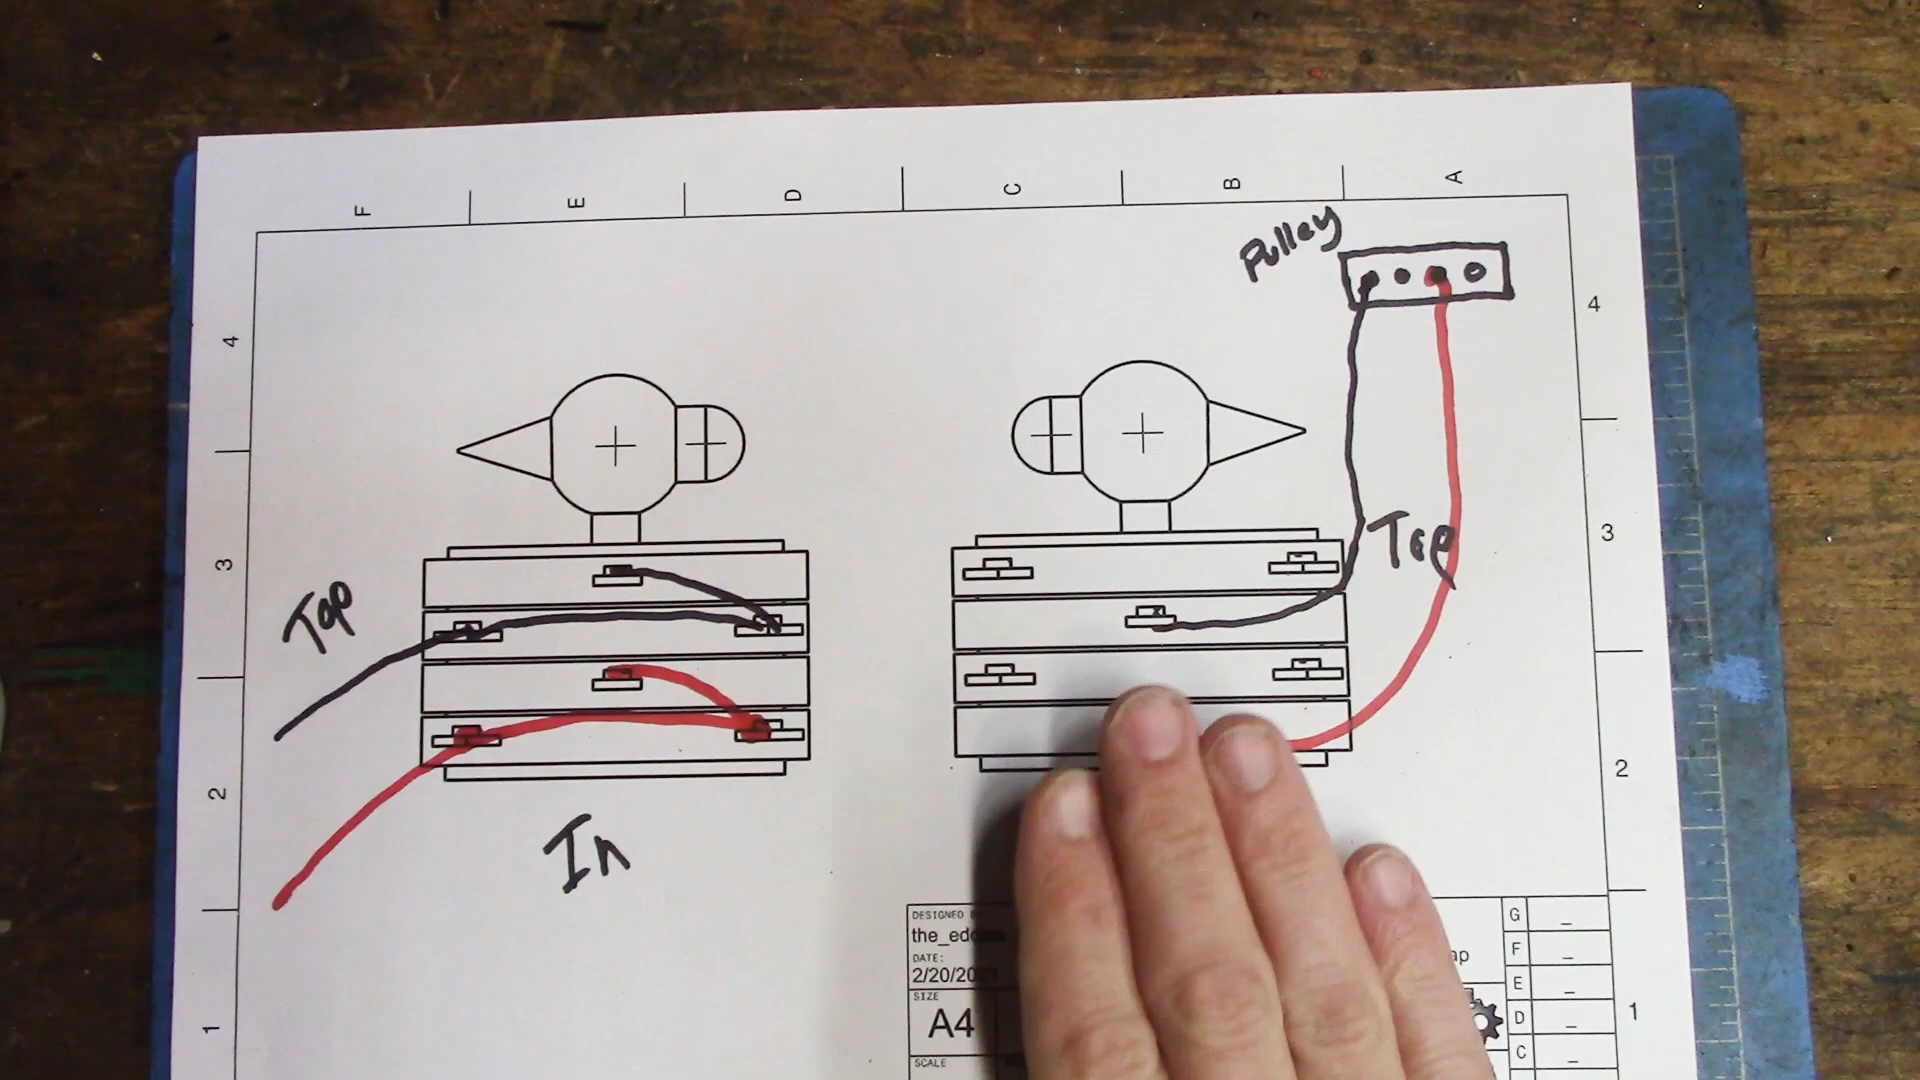 F E D C B A
Pulley
4 4
3 3
Top
Top
2 2
In
DESIGNED
the_ed
DATE:
2/20/20
SIZE
A4
SCALE
ap
G _
F _
E _
D _
C _
1 1